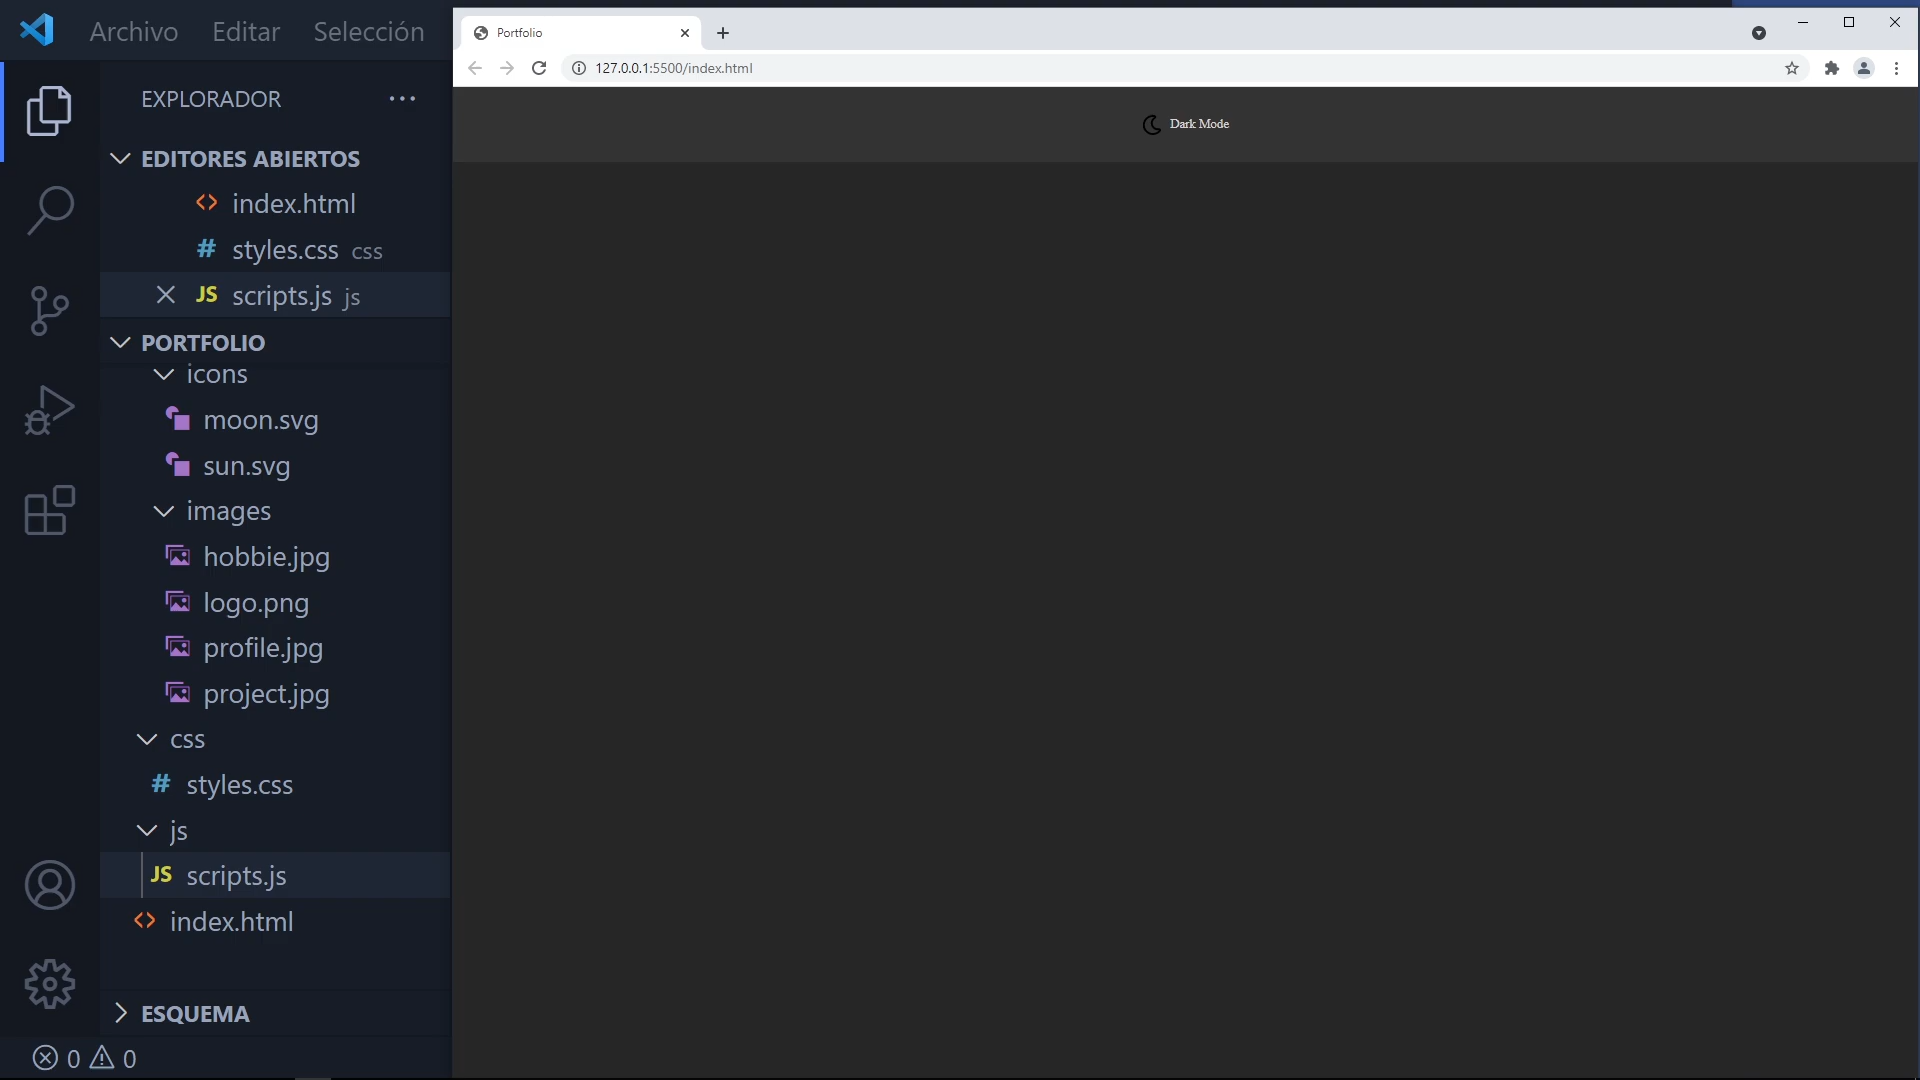 Archivo Editar Selección
EXPLORADOR
EDITORES ABIERTOS
index.html
styles.css css
JS scripts.js js
PORTFOLIO
icons
moon.svg
sun.svg
images
hobbie.jpg
logo.png
profile.jpg
project.jpg
css
# styles.css
js
JS scripts.js
index.html
ESQUEMA
0 0
Portfolio
127.0.0.1:5500/index.html
Dark Mode